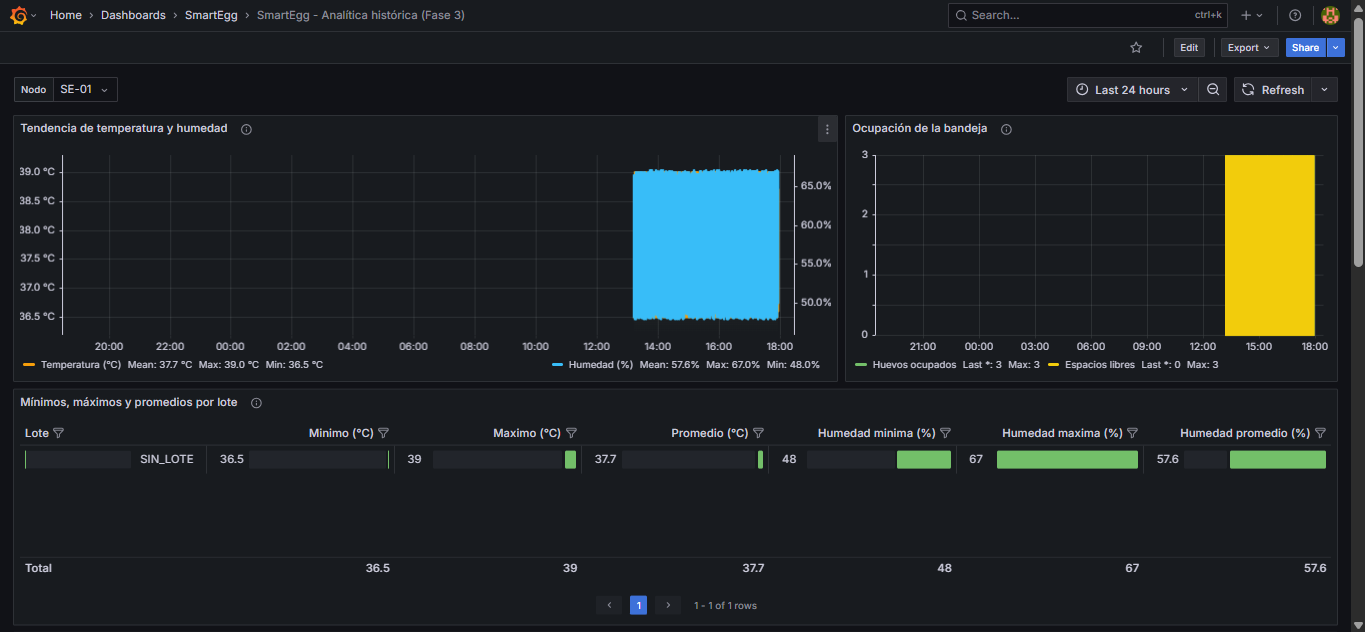 Home › Dashboards › SmartEgg › SmartEgg - Analítica histórica (Fase 3)
Search... ctrl+k
Edit Export Share
Nodo SE-01
Last 24 hours Refresh
Tendencia de temperatura y humedad
39.0 °C
38.5 °C
38.0 °C
37.5 °C
37.0 °C
36.5 °C
65.0%
60.0%
55.0%
50.0%
20:00 22:00 00:00 02:00 04:00 06:00 08:00 10:00 12:00 14:00 16:00 18:00
Temperatura (°C) Mean: 37.7 °C Max: 39.0 °C Min: 36.5 °C
Humedad (%) Mean: 57.6% Max: 67.0% Min: 48.0%
Ocupación de la bandeja
3
2
1
0
21:00 00:00 03:00 06:00 09:00 12:00 15:00 18:00
Huevos ocupados Last *: 3 Max: 3 Espacios libres Last *: 0 Max: 3
Mínimos, máximos y promedios por lote
Lote Minimo (°C) Maximo (°C) Promedio (°C) Humedad minima (%) Humedad maxima (%) Humedad promedio (%)
SIN_LOTE 36.5 39 37.7 48 67 57.6
Total 36.5 39 37.7 48 67 57.6
‹ 1 › 1 - 1 of 1 rows